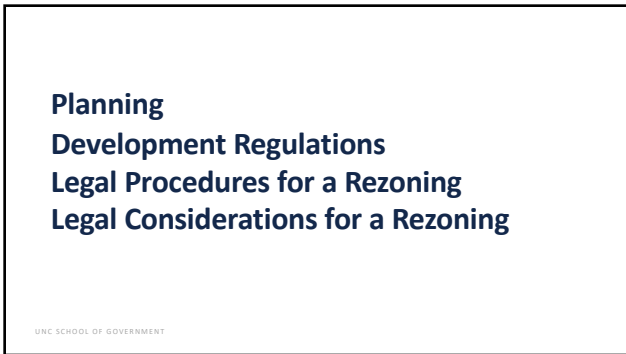 Planning
Development Regulations
Legal Procedures for a Rezoning
Legal Considerations for a Rezoning
UNC SCHOOL OF GOVERNMENT